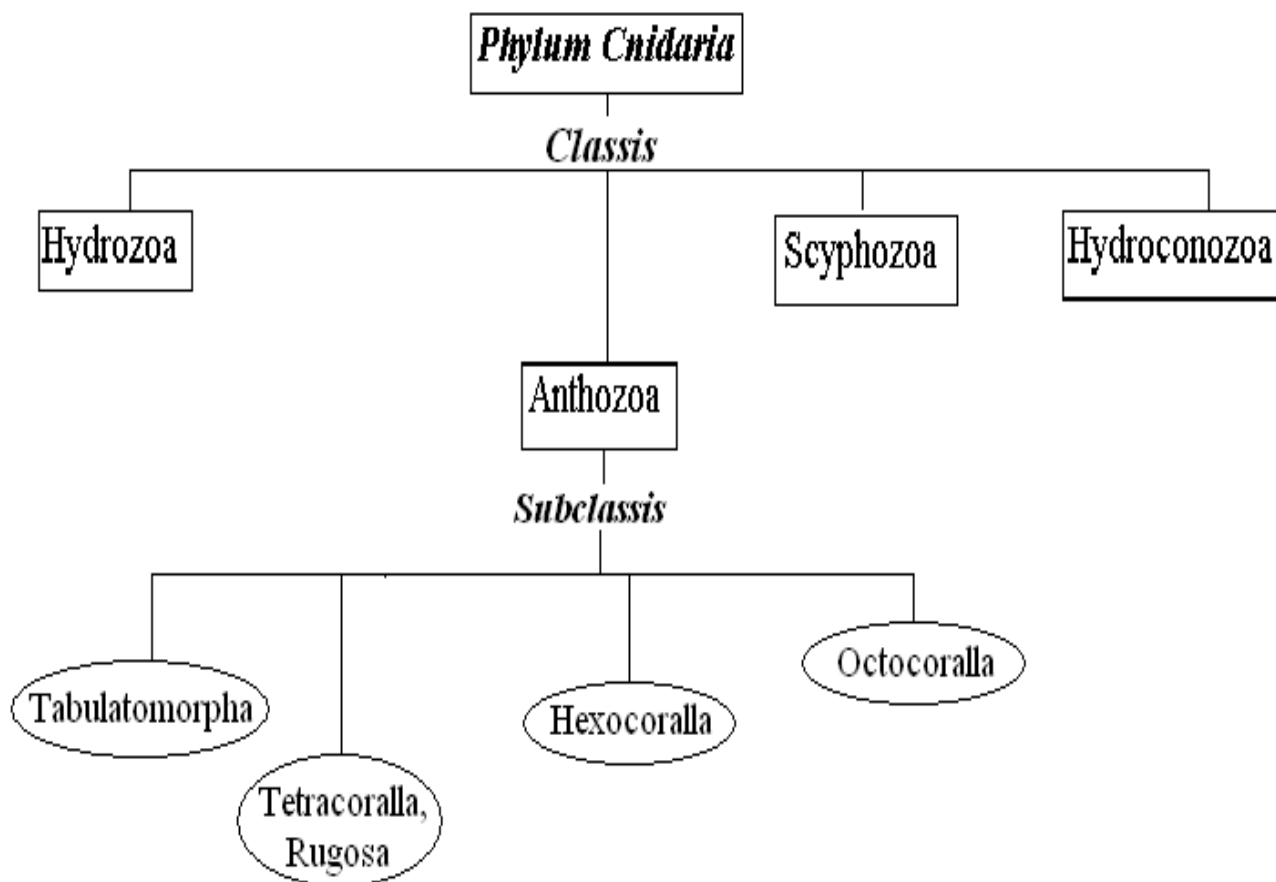 Phylum Cnidaria
Classis
Hydrozoa
Scyphozoa
Hydroconozoa
Anthozoa
Subclassis
Tabulatomorpha
Tetracoralla,
Rugosa
Hexocoralla
Octocoralla